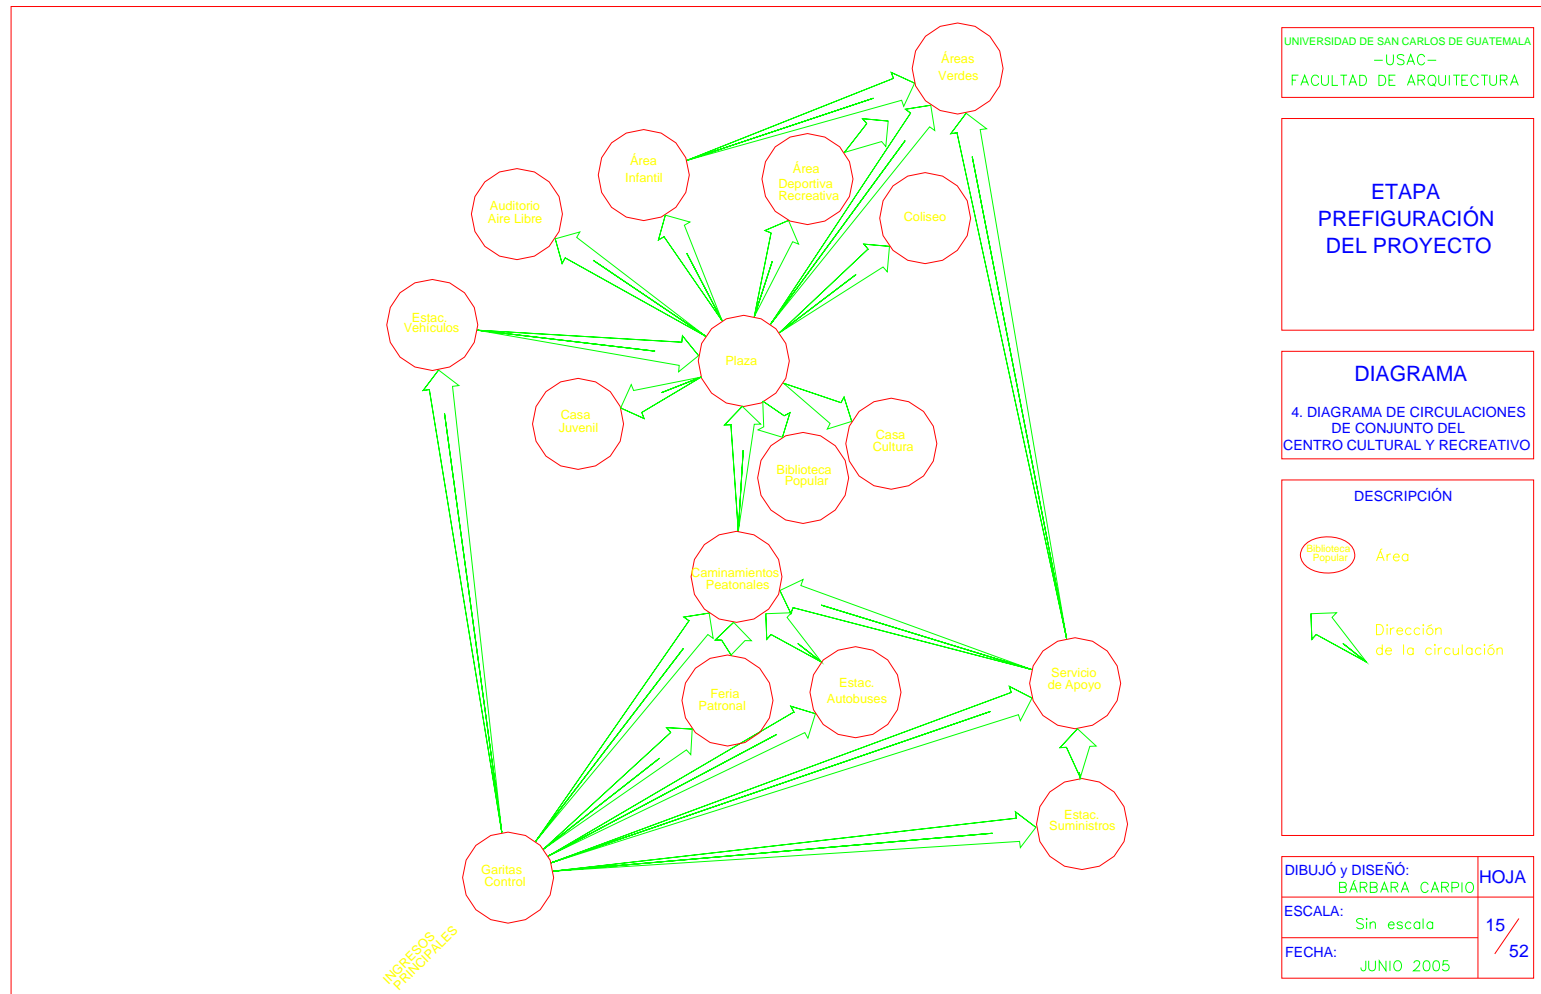 Áreas
Verdes
Área
Infantil
Área
Deportiva
Recreativa
Auditorio
Aire Libre
Coliseo
Estac.
Vehículos
Plaza
Casa
Juvenil
Casa
Cultura
Biblioteca
Popular
Caminamientos
Peatonales
Feria
Patronal
Estac.
Autobuses
Servicio
de Apoyo
Estac.
Suministros
Garitas
Control
INGRESOS
PRINCIPALES
UNIVERSIDAD DE SAN CARLOS DE GUATEMALA
-USAC-
FACULTAD DE ARQUITECTURA
ETAPA
PREFIGURACIÓN
DEL PROYECTO
DIAGRAMA
4. DIAGRAMA DE CIRCULACIONES
DE CONJUNTO DEL
CENTRO CULTURAL Y RECREATIVO
DESCRIPCIÓN
Biblioteca
Popular
Área
Dirección
de la circulación
DIBUJÓ y DISEÑÓ:
BÁRBARA CARPIO
HOJA
ESCALA:
Sin escala
15/52
FECHA:
JUNIO 2005